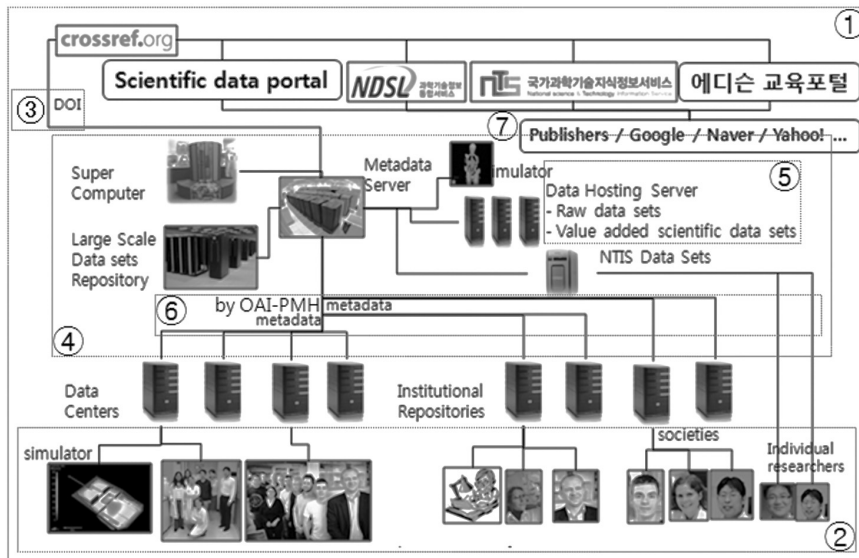 ①
crossref.org
Scientific data portal
NDSL 과학기술정보
통합서비스
NTIS 국가과학기술지식정보서비스
National science & Technology Information Service
에디슨 교육포털
③ DOI
⑦
Publishers / Google / Naver / Yahoo! ...
Super
Computer
Metadata
Server
imulator
⑤
Data Hosting Server
- Raw data sets
- Value added scientific data sets
Large Scale
Data sets
Repository
NTIS Data Sets
⑥ by OAI-PMH metadata
metadata
④
Data
Centers
Institutional
Repositories
simulator
societies
Individual
researchers
②